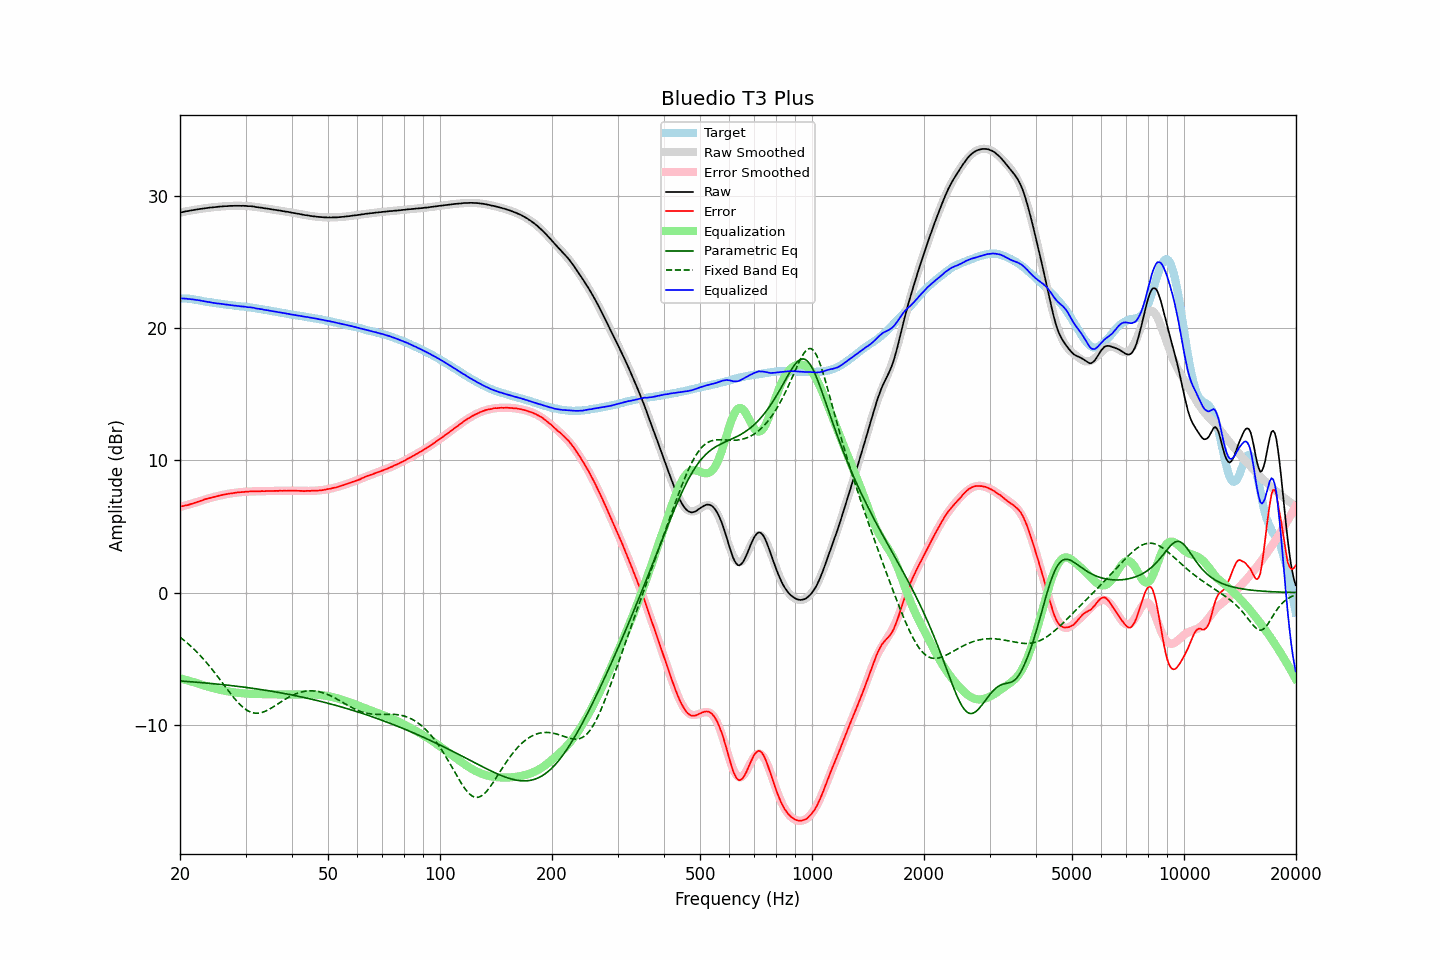 Bluedio T3 Plus
Target
Raw Smoothed
Error Smoothed
Raw
Error
Equalization
Parametric Eq
Fixed Band Eq
Equalized
Amplitude (dBr)
30
20
10
0
−10
20 50 100 200 500 1000 2000 5000 10000 20000
Frequency (Hz)